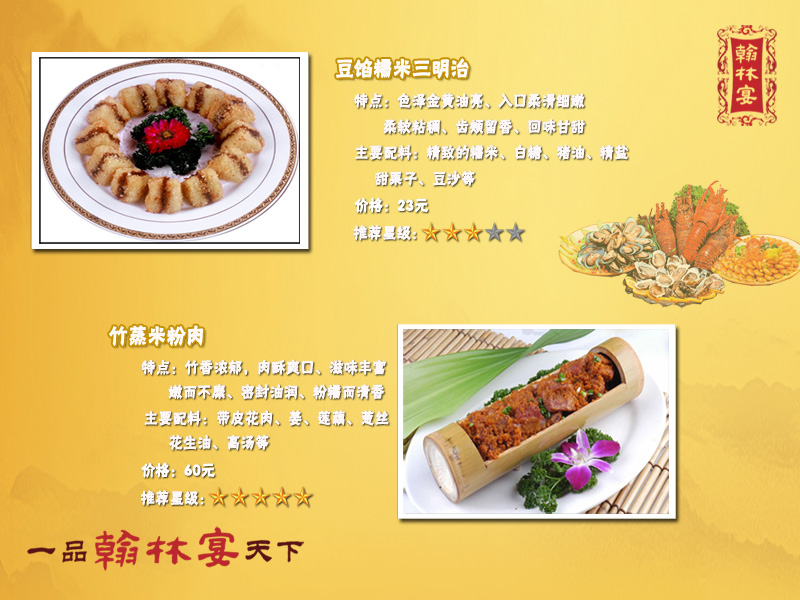 豆馅糯米三明治
特点：色泽金黄油亮、入口柔滑细嫩
柔软粘稠、齿颊留香、回味甘甜
主要配料：精致的糯米、白糖、猪油、精盐
甜栗子、豆沙等
价格：23元
推荐星级：
翰林宴
竹蒸米粉肉
特点：竹香浓郁，肉酥爽口、滋味丰富
嫩而不糜、密封油润、粉糯而清香
主要配料：带皮花肉、姜、莲藕、葱丝
花生油、高汤等
价格：60元
推荐星级：
一品翰林宴天下